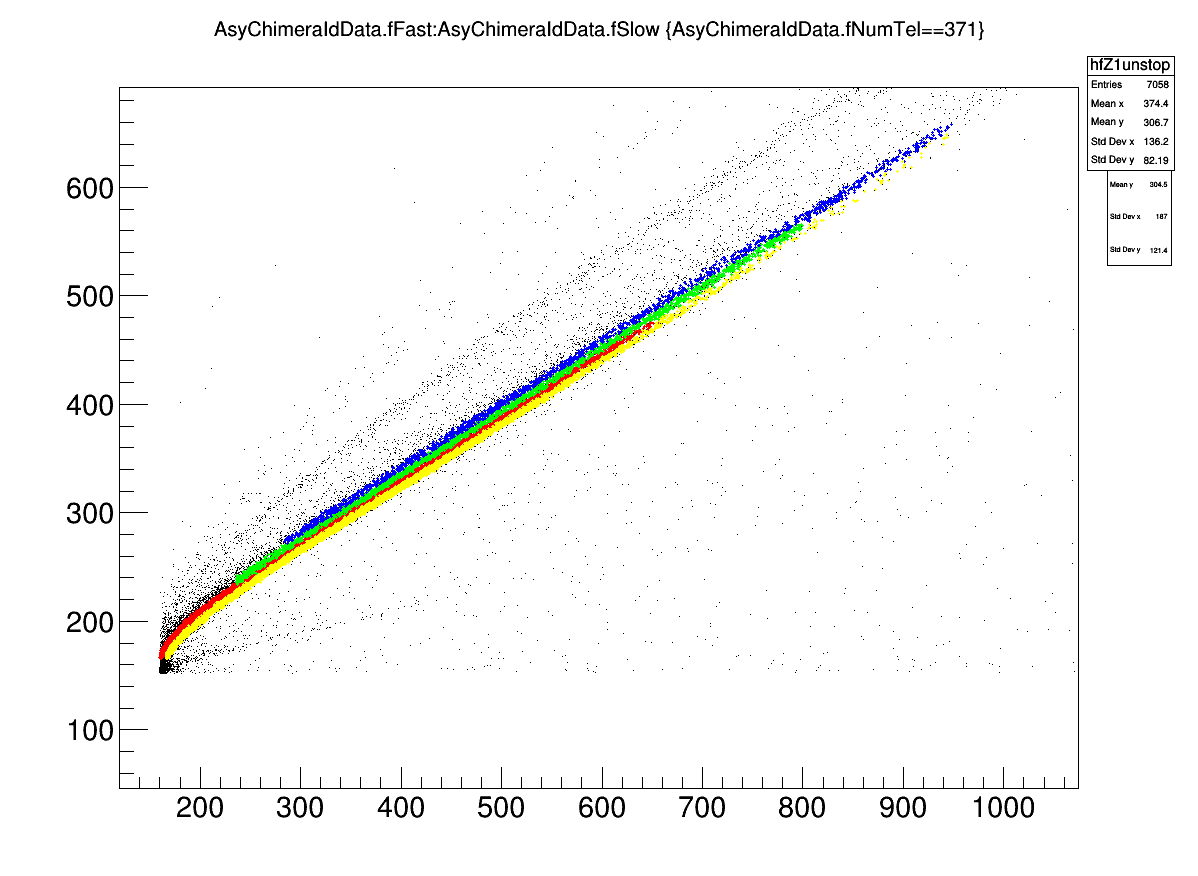 AsyChimeraIdData.fFast:AsyChimeraIdData.fSlow {AsyChimeraIdData.fNumTel==371}
hfZ1unstop
Entries 7058
Mean x 374.4
Mean y 306.7
Std Dev x 136.2
Std Dev y 82.19
Mean y 304.5
Std Dev x 187
Std Dev y 121.4
600
500
400
300
200
100
200 300 400 500 600 700 800 900 1000